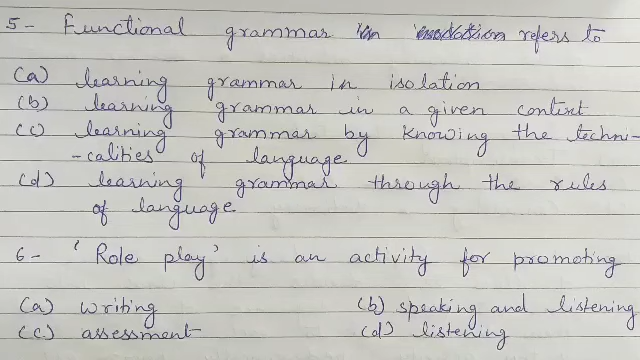 5- Functional grammar refers to
(a) learning grammar in isolation
(b) learning grammar in a given context
(c) learning grammar by knowing the techni-
-calities of language
(d) learning grammar through the rules
of language
6- 'Role play' is an activity for promoting
(a) writing (b) speaking and listening
(c) assessment (d) listening